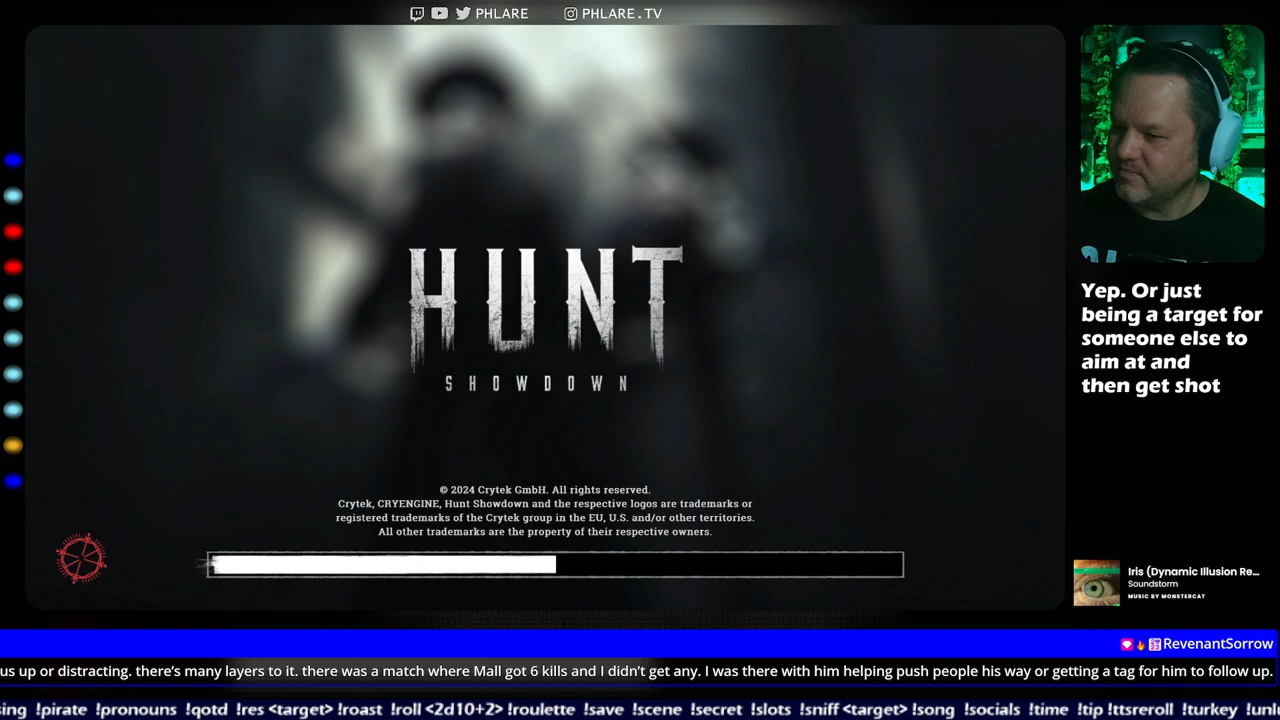 PHLARE PHLARE.TV
HUNT
SHOWDOWN
© 2024 Crytek GmbH. All rights reserved.
Crytek, CRYENGINE, Hunt Showdown and the respective logos are trademarks or
registered trademarks of the Crytek group in the EU, U.S. and/or other territories.
All other trademarks are the property of their respective owners.
Yep. Or just
being a target for
someone else to
aim at and
then get shot
Iris (Dynamic Illusion Re...
Soundstorm
MUSIC BY MONSTERCAT
RevenantSorrow
us up or distracting. there's many layers to it. there was a match where Mall got 6 kills and I didn't get any. I was there with him helping push people his way or getting a tag for him to follow up.
!pirate !pronouns !qotd !res <target> !roast !roll <2d10+2> !roulette !save !scene !secret !slots !sniff <target> !song !socials !time !tip !ttsreroll !turkey